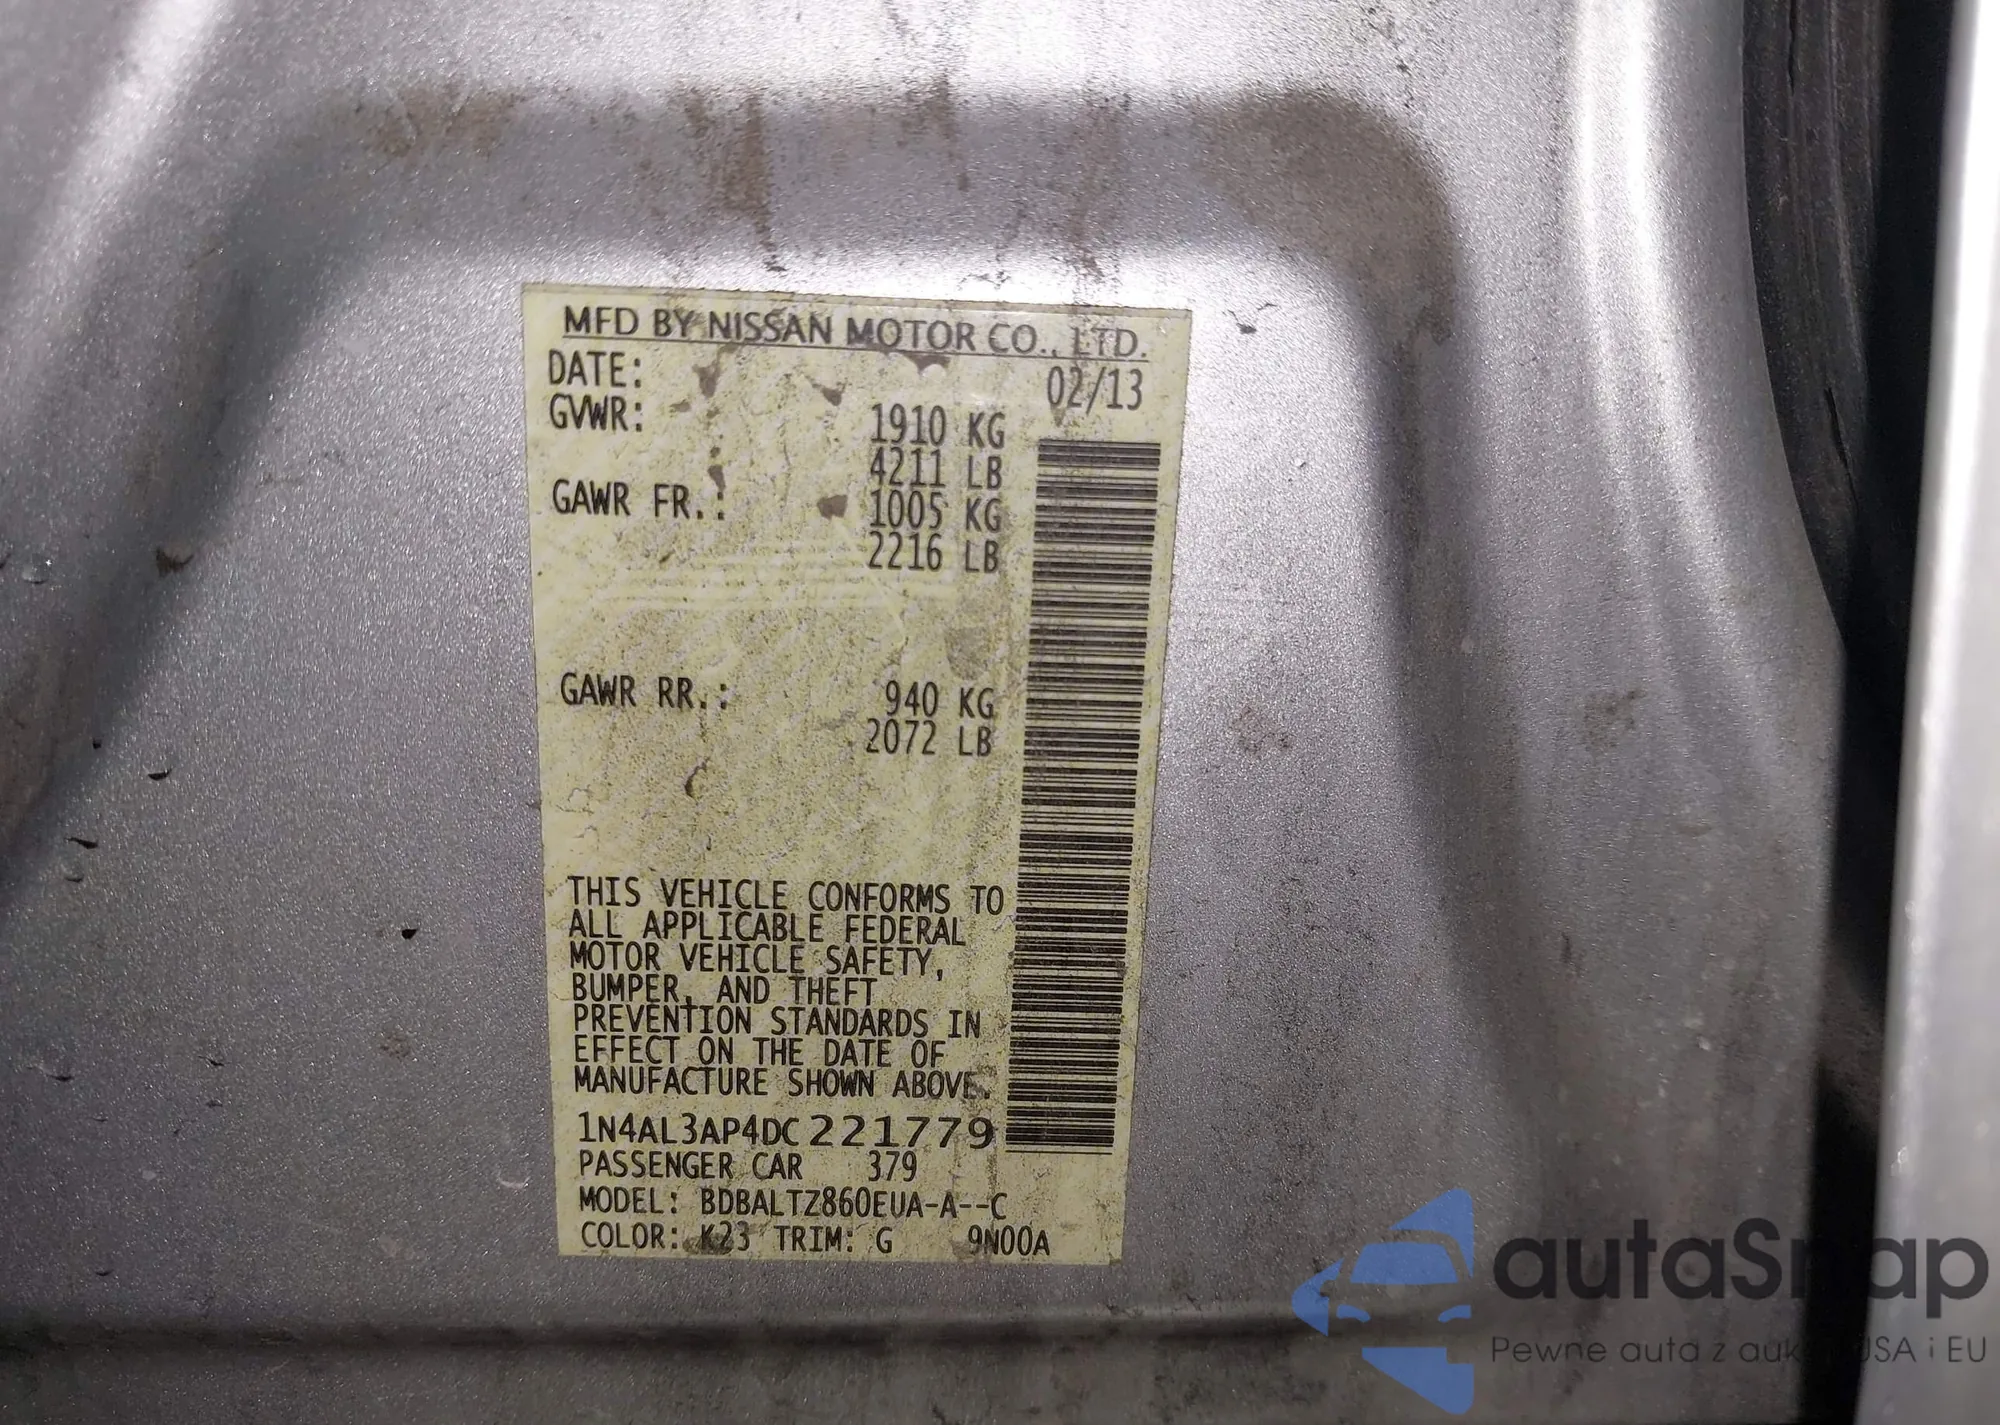 MFD BY NISSAN MOTOR CO., LTD.
DATE: 02/13
GVWR: 1910 KG
4211 LB
GAWR FR.: 1005 KG
2216 LB
GAWR RR.: 940 KG
2072 LB
THIS VEHICLE CONFORMS TO
ALL APPLICABLE FEDERAL
MOTOR VEHICLE SAFETY,
BUMPER, AND THEFT
PREVENTION STANDARDS IN
EFFECT ON THE DATE OF
MANUFACTURE SHOWN ABOVE.
1N4AL3AP4DC221779
PASSENGER CAR 379
MODEL: BDBALTZ860EUA-A--C
COLOR: K23 TRIM: G 9N00A
autaSnap
Pewne auta z aukcji USA i EU